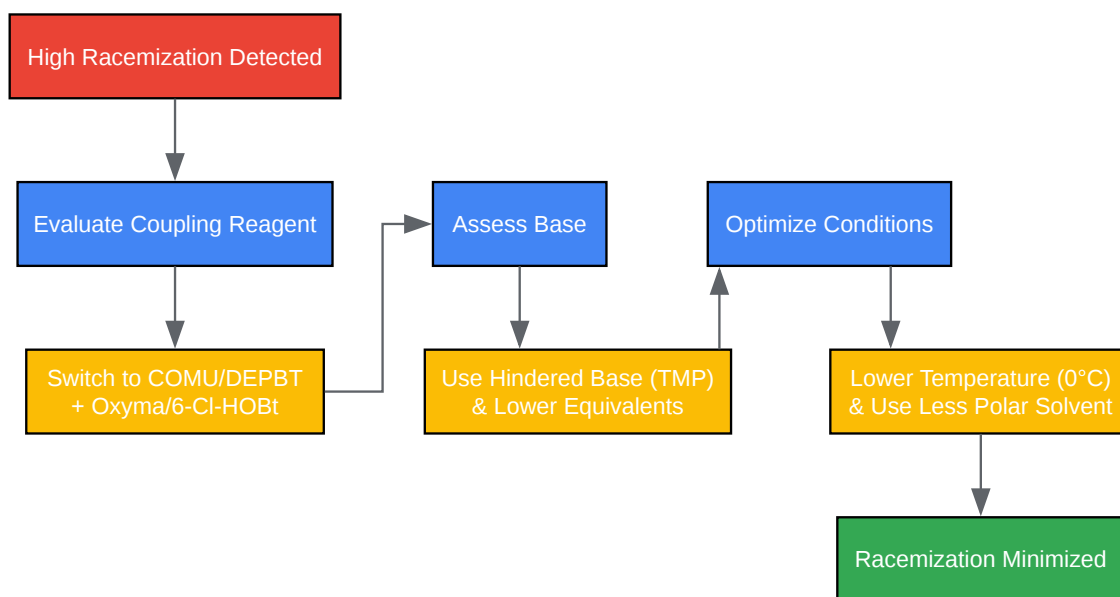 High Racemization Detected
Evaluate Coupling Reagent
Switch to COMU/DEPBT
+ Oxyma/6-Cl-HOBt
Assess Base
Use Hindered Base (TMP)
& Lower Equivalents
Optimize Conditions
Lower Temperature (0°C)
& Use Less Polar Solvent
Racemization Minimized